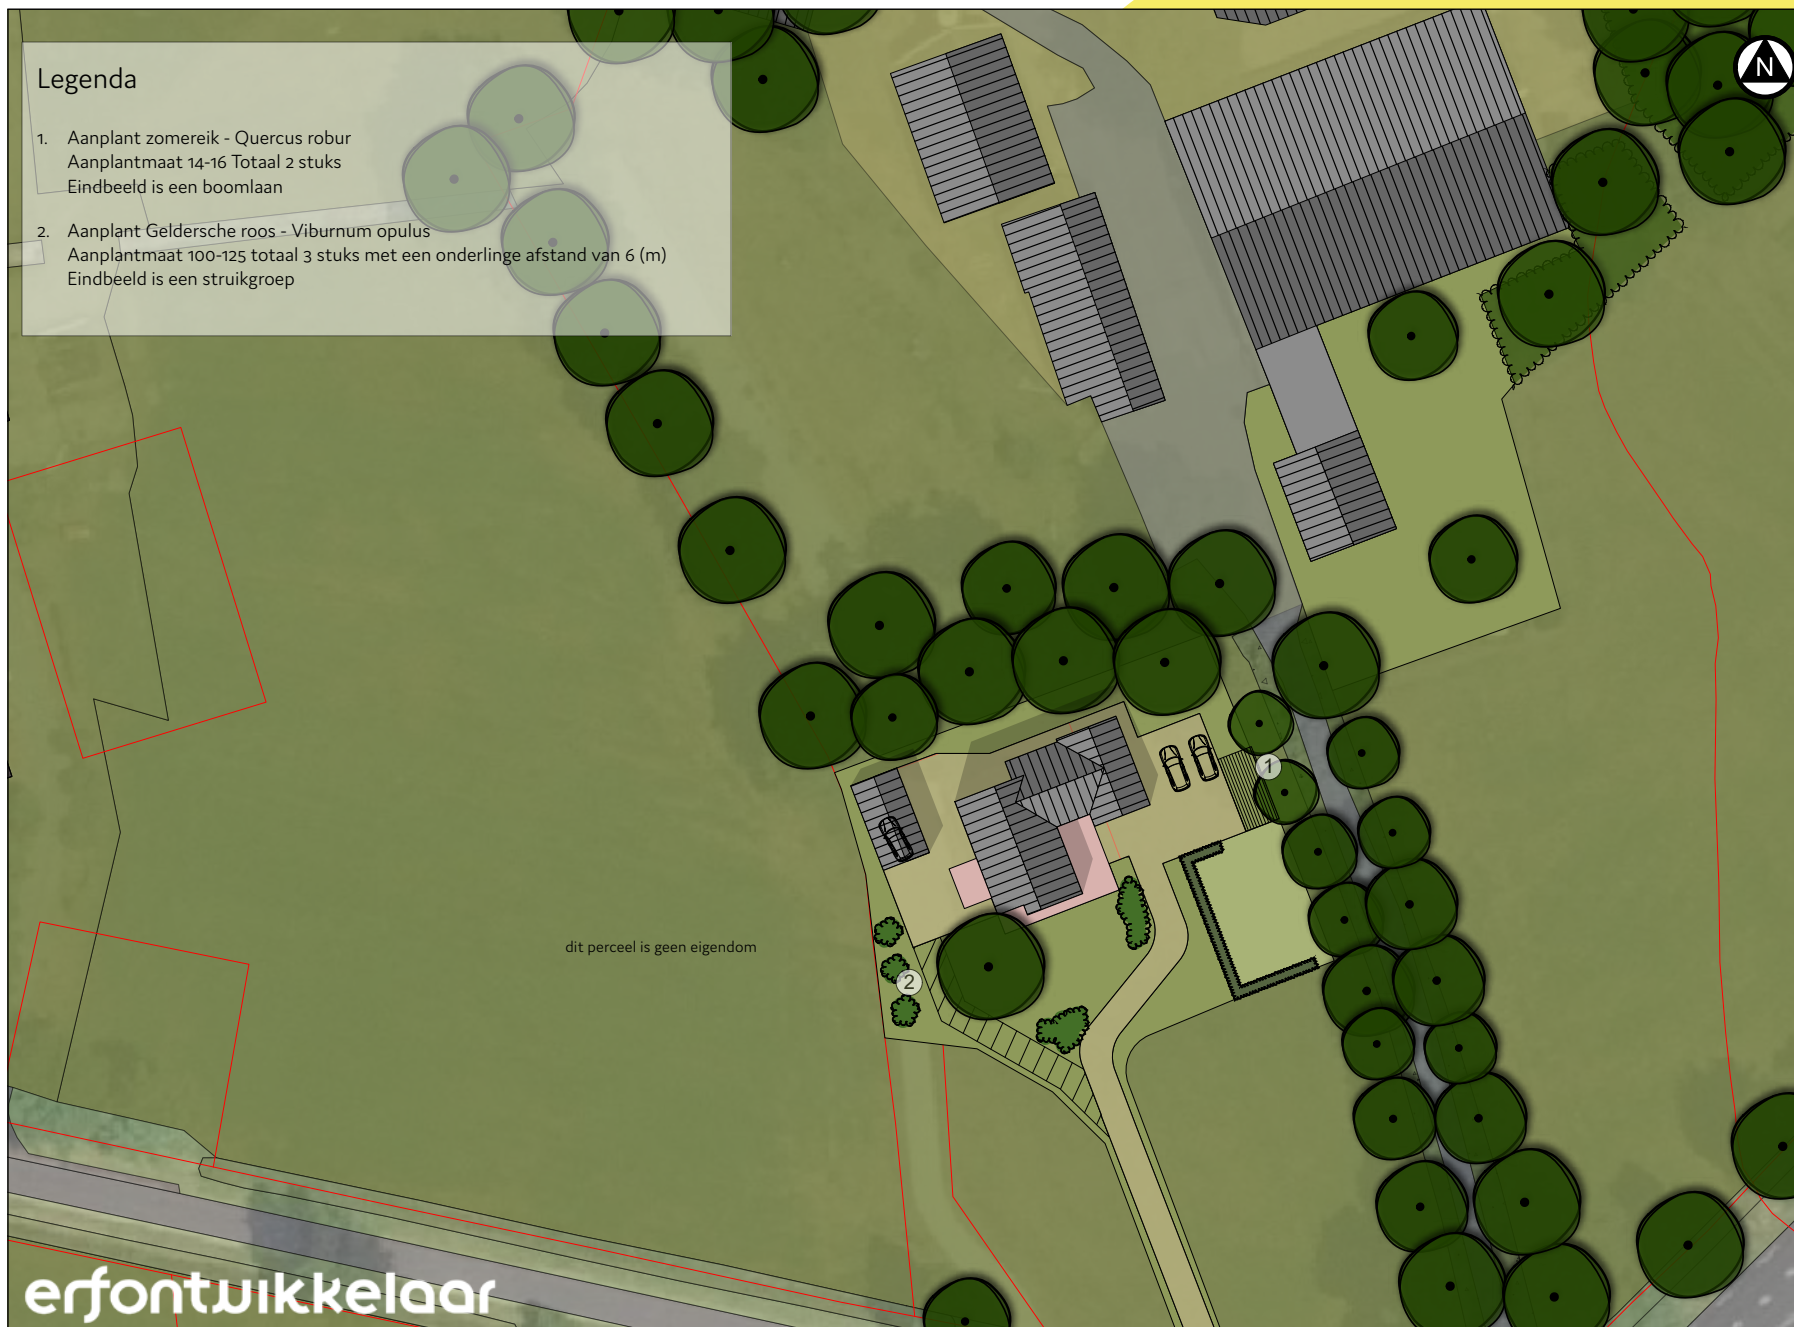 Legenda
1. Aanplant zomereik - Quercus robur
Aanplantmaat 14-16 Totaal 2 stuks
Eindbeeld is een boomlaan
2. Aanplant Geldersche roos - Viburnum opulus
Aanplantmaat 100-125 totaal 3 stuks met een onderlinge afstand van 6 (m)
Eindbeeld is een struikgroep
N
1
dit perceel is geen eigendom
2
erfontwikkelaar